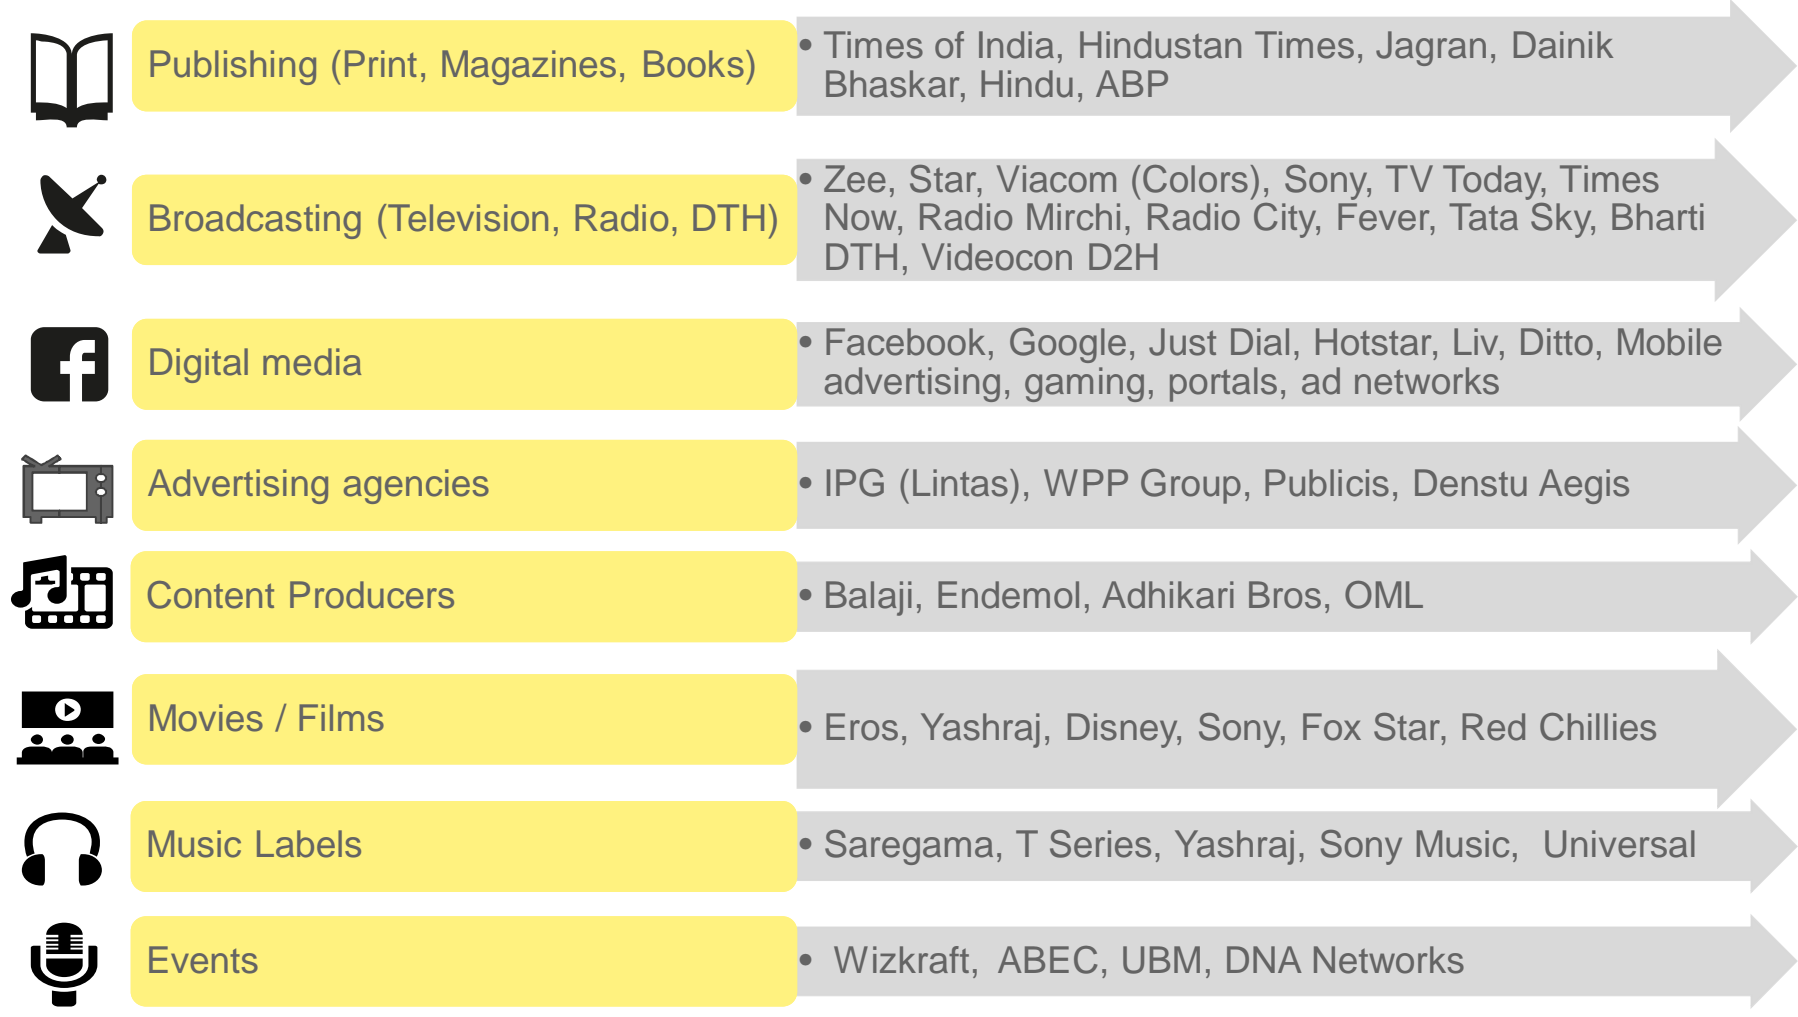 Publishing (Print, Magazines, Books)
• Times of India, Hindustan Times, Jagran, Dainik
Bhaskar, Hindu, ABP
Broadcasting (Television, Radio, DTH)
• Zee, Star, Viacom (Colors), Sony, TV Today, Times
Now, Radio Mirchi, Radio City, Fever, Tata Sky, Bharti
DTH, Videocon D2H
Digital media
• Facebook, Google, Just Dial, Hotstar, Liv, Ditto, Mobile
advertising, gaming, portals, ad networks
Advertising agencies
• IPG (Lintas), WPP Group, Publicis, Denstu Aegis
Content Producers
• Balaji, Endemol, Adhikari Bros, OML
Movies / Films
• Eros, Yashraj, Disney, Sony, Fox Star, Red Chillies
Music Labels
• Saregama, T Series, Yashraj, Sony Music, Universal
Events
• Wizkraft, ABEC, UBM, DNA Networks